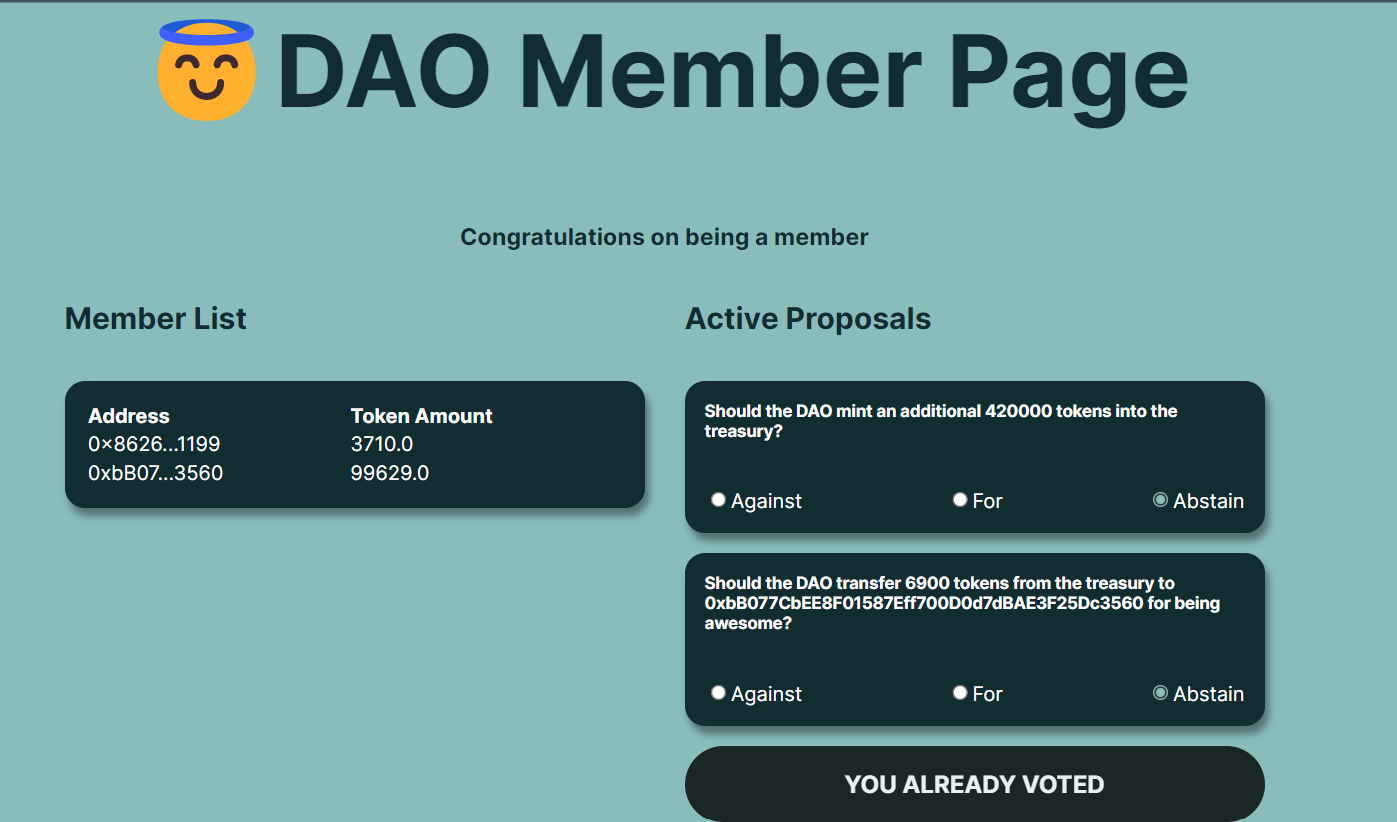 DAO Member Page
Congratulations on being a member
Member List
Address Token Amount
0×8626...1199 3710.0
0xbB07...3560 99629.0
Active Proposals
Should the DAO mint an additional 420000 tokens into the
treasury?
Against For Abstain
Should the DAO transfer 6900 tokens from the treasury to
0xbB077CbEE8F01587Eff700D0d7dBAE3F25Dc3560 for being
awesome?
Against For Abstain
YOU ALREADY VOTED